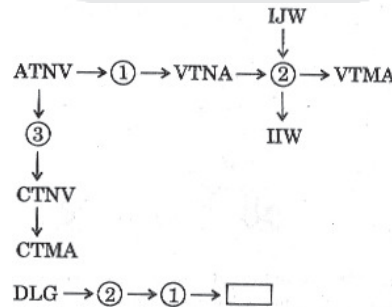 IJW
ATNV → ① → VTNA → ② → VTMA
③
IIW
CTNV
CTMA
DLG → ② → ① →